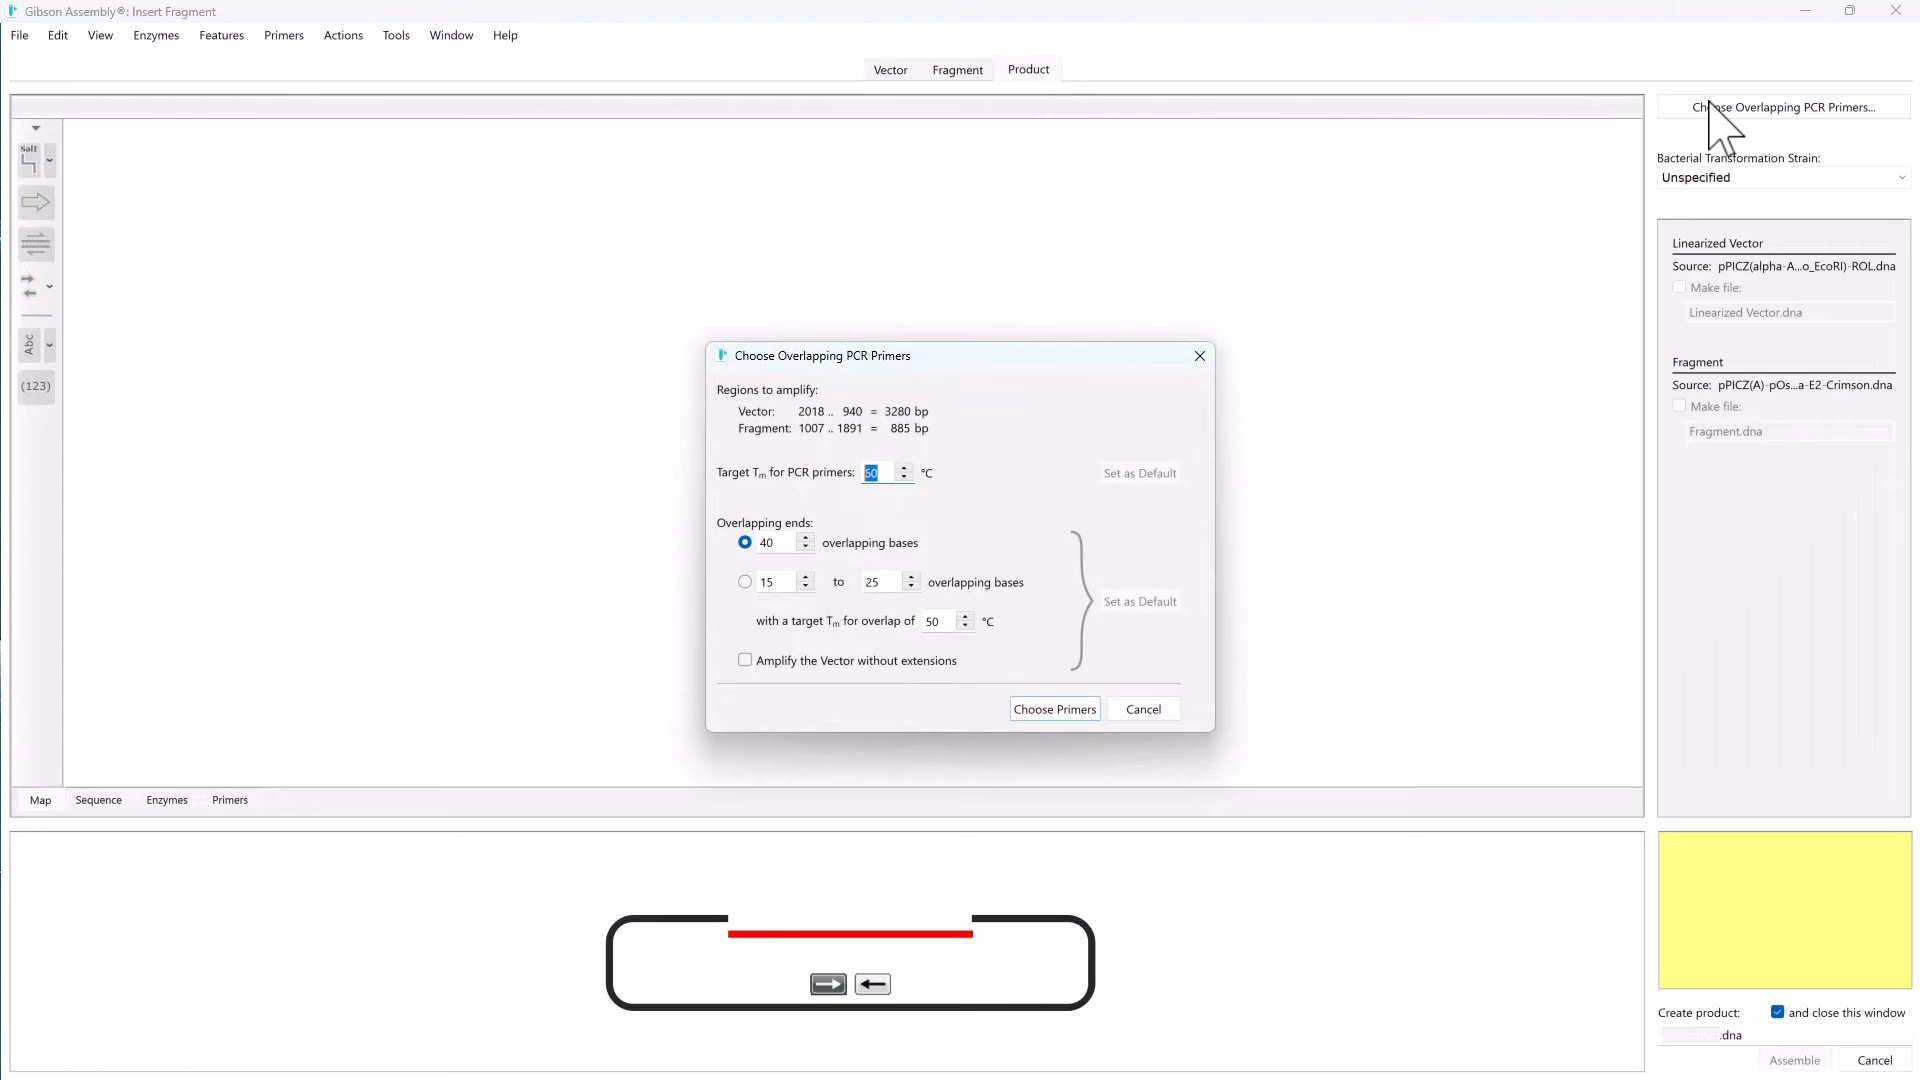 Gibson Assembly®: Insert Fragment
File Edit View Enzymes Features Primers Actions Tools Window Help
Vector Fragment Product
Choose Overlapping PCR Primers...
Bacterial Transformation Strain:
Unspecified
SalI
Abc
(123)
Linearized Vector
Source: pPICZ(alpha-A...o_EcoRI)-ROL.dna
Make file:
Linearized Vector.dna
Fragment
Source: pPICZ(A)-pOs...a-E2-Crimson.dna
Make file:
Fragment.dna
Choose Overlapping PCR Primers
Regions to amplify:
Vector: 2018 .. 940 = 3280 bp
Fragment: 1007 .. 1891 = 885 bp
Target Tm for PCR primers: 60 °C
Set as Default
Overlapping ends:
40 overlapping bases
15 to 25 overlapping bases
Set as Default
with a target Tm for overlap of 50 °C
Amplify the Vector without extensions
Choose Primers Cancel
Map Sequence Enzymes Primers
Create product: and close this window
.dna
Assemble Cancel